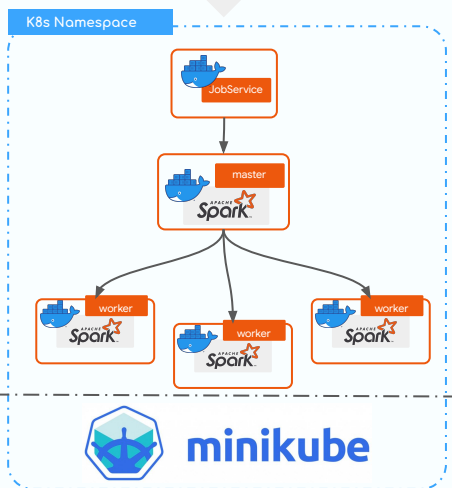 K8s Namespace
JobService
master
APACHE
Spark
worker
APACHE
Spark
worker
APACHE
Spark
worker
APACHE
Spark
minikube